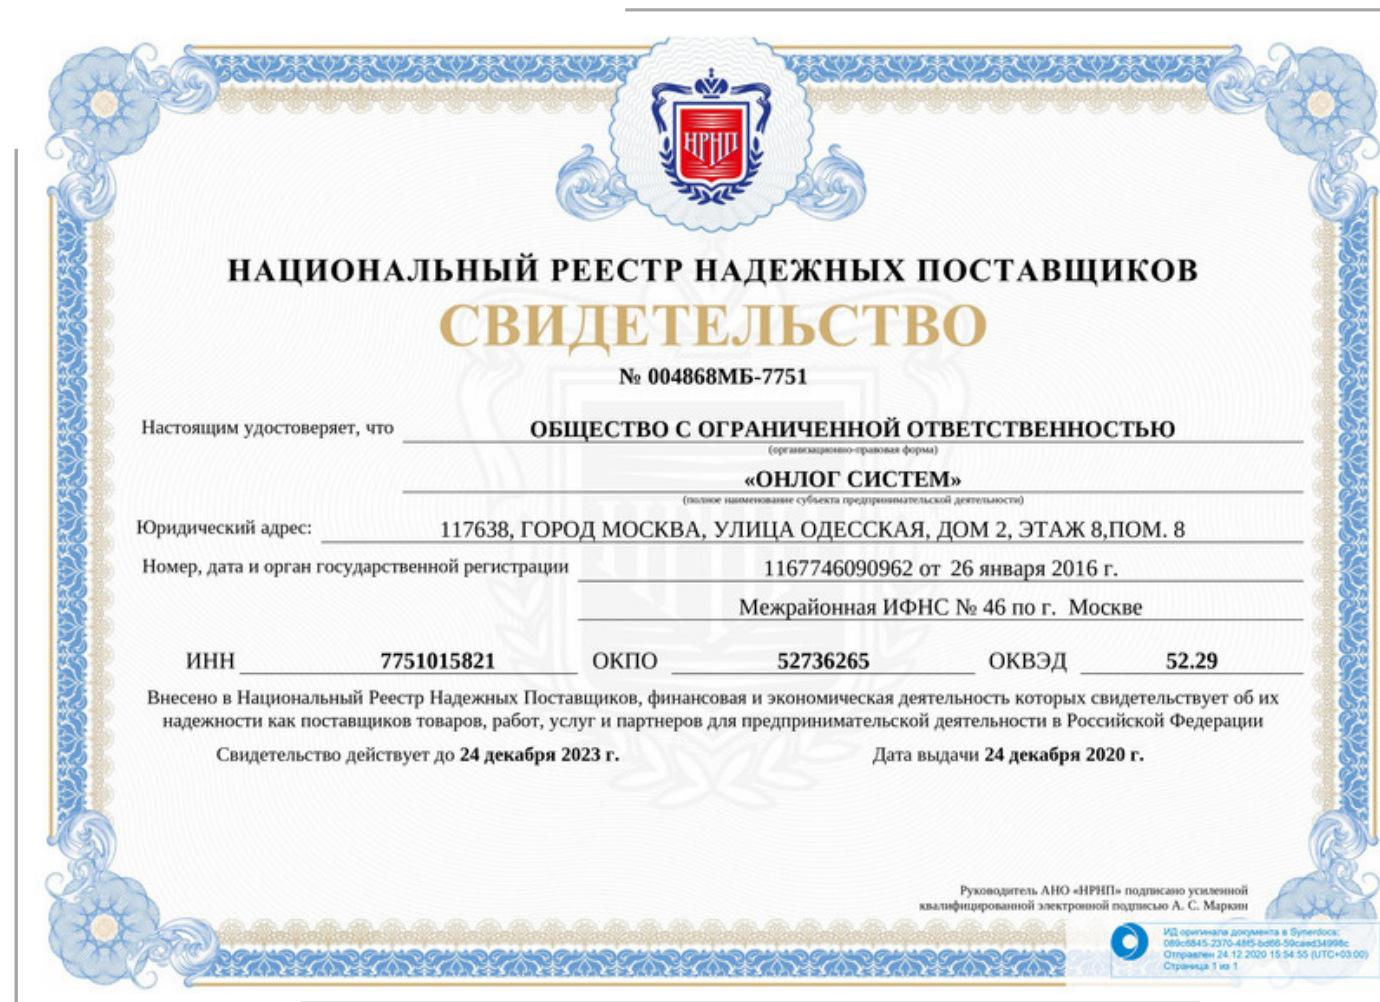 НРНП
НАЦИОНАЛЬНЫЙ РЕЕСТР НАДЕЖНЫХ ПОСТАВЩИКОВ
СВИДЕТЕЛЬСТВО
№ 004868МБ-7751
Настоящим удостоверяет, что ОБЩЕСТВО С ОГРАНИЧЕННОЙ ОТВЕТСТВЕННОСТЬЮ
(организационно-правовая форма)
«ОНЛОГ СИСТЕМ»
(полное наименование субъекта предпринимательской деятельности)
Юридический адрес: 117638, ГОРОД МОСКВА, УЛИЦА ОДЕССКАЯ, ДОМ 2, ЭТАЖ 8,ПОМ. 8
Номер, дата и орган государственной регистрации 1167746090962 от 26 января 2016 г.
Межрайонная ИФНС № 46 по г. Москве
ИНН 7751015821 ОКПО 52736265 ОКВЭД 52.29
Внесено в Национальный Реестр Надежных Поставщиков, финансовая и экономическая деятельность которых свидетельствует об их
надежности как поставщиков товаров, работ, услуг и партнеров для предпринимательской деятельности в Российской Федерации
Свидетельство действует до 24 декабря 2023 г. Дата выдачи 24 декабря 2020 г.
Руководитель АНО «НРНП» подписано усиленной
квалифицированной электронной подписью А. С. Маркин
ИД оригинала документа в Synerdocs:
Отправлен 24.12.2020 15:54:55 (UTC+03:00)
Страница 1 из 1